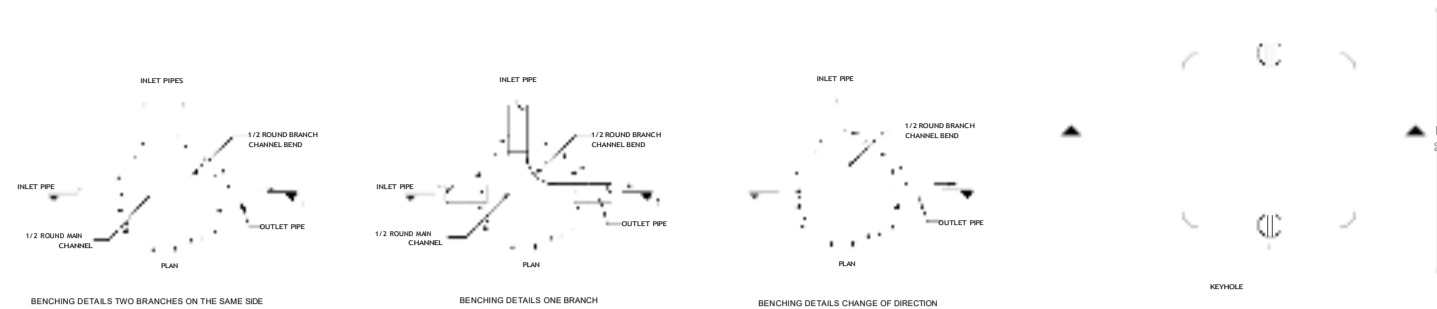 INLET PIPES
1/2 ROUND BRANCH
CHANNEL BEND
INLET PIPE
OUTLET PIPE
1/2 ROUND MAIN
CHANNEL
PLAN
BENCHING DETAILS TWO BRANCHES ON THE SAME SIDE
INLET PIPE
1/2 ROUND BRANCH
CHANNEL BEND
INLET PIPE
OUTLET PIPE
1/2 ROUND MAIN
CHANNEL
PLAN
BENCHING DETAILS ONE BRANCH
INLET PIPE
1/2 ROUND BRANCH
CHANNEL BEND
OUTLET PIPE
PLAN
BENCHING DETAILS CHANGE OF DIRECTION
KEYHOLE